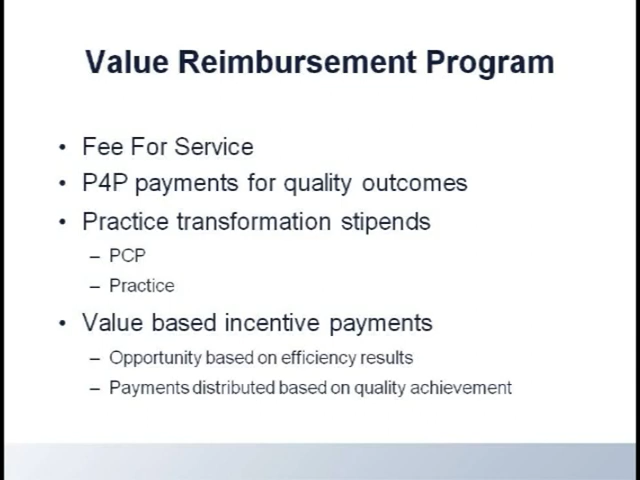 Value Reimbursement Program
• Fee For Service
• P4P payments for quality outcomes
• Practice transformation stipends
– PCP
– Practice
• Value based incentive payments
– Opportunity based on efficiency results
– Payments distributed based on quality achievement